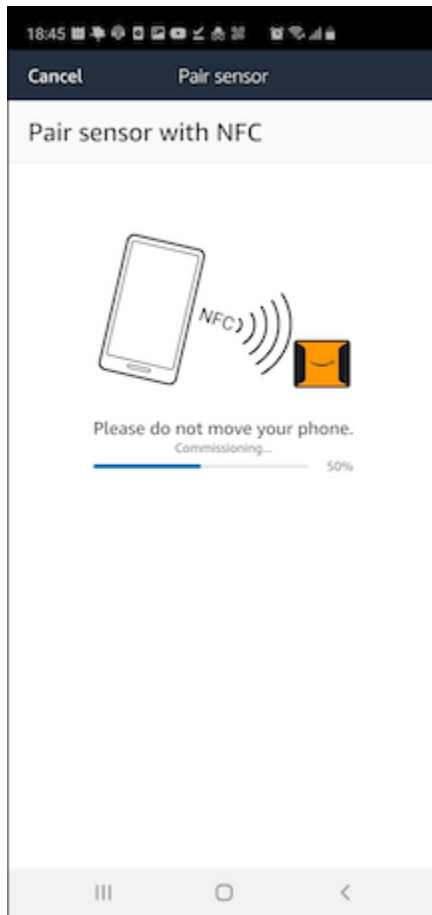 18:45
Cancel Pair sensor
Pair sensor with NFC
NFC
Please do not move your phone.
Commissioning...
50%